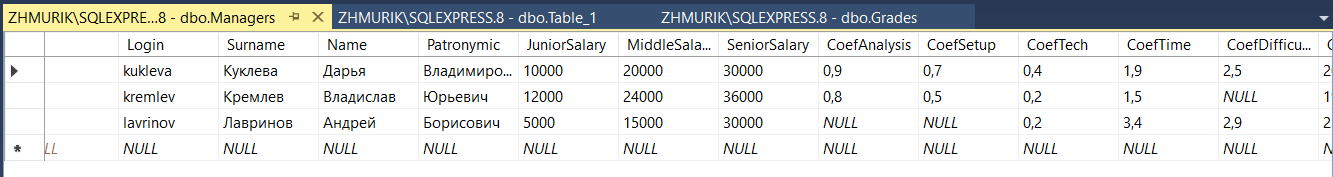 ZHMURIK\SQLEXPRE...8 - dbo.Managers ZHMURIK\SQLEXPRESS.8 - dbo.Table_1 ZHMURIK\SQLEXPRESS.8 - dbo.Grades
Login Surname Name Patronymic JuniorSalary MiddleSala... SeniorSalary CoefAnalysis CoefSetup CoefTech CoefTime CoefDifficu...
kukleva Куклева Дарья Владимиро... 10000 20000 30000 0,9 0,7 0,4 1,9 2,5
kremlev Кремлев Владислав Юрьевич 12000 24000 36000 0,8 0,5 0,2 1,5 NULL
lavrinov Лавринов Андрей Борисович 5000 15000 30000 NULL NULL 0,2 3,4 2,9
LL NULL NULL NULL NULL NULL NULL NULL NULL NULL NULL NULL NULL